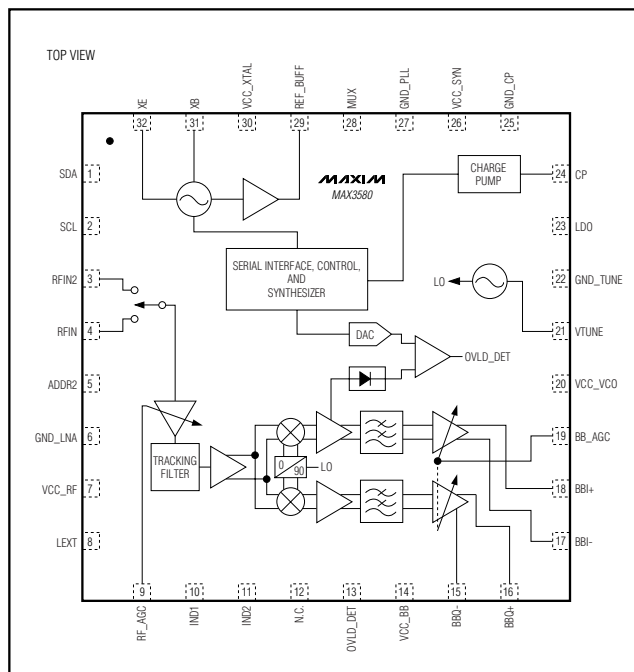 TOP VIEW
XE
XB
VCC_XTAL
REF_BUFF
MUX
GND_PLL
VCC_SYN
GND_CP
32
31
30
29
28
27
26
25
SDA
1
SCL
2
RFIN2
3
RFIN
4
ADDR2
5
GND_LNA
6
VCC_RF
7
LEXT
8
MAXIM
MAX3580
CHARGE
PUMP
SERIAL INTERFACE, CONTROL,
AND
SYNTHESIZER
LO
DAC
OVLD_DET
TRACKING
FILTER
0
90
LO
24
CP
23
LDO
22
GND_TUNE
21
VTUNE
20
VCC_VCO
19
BB_AGC
18
BBI+
17
BBI-
9
10
11
12
13
14
15
16
RF_AGC
IND1
IND2
N.C.
OVLD_DET
VCC_BB
BBQ-
BBQ+